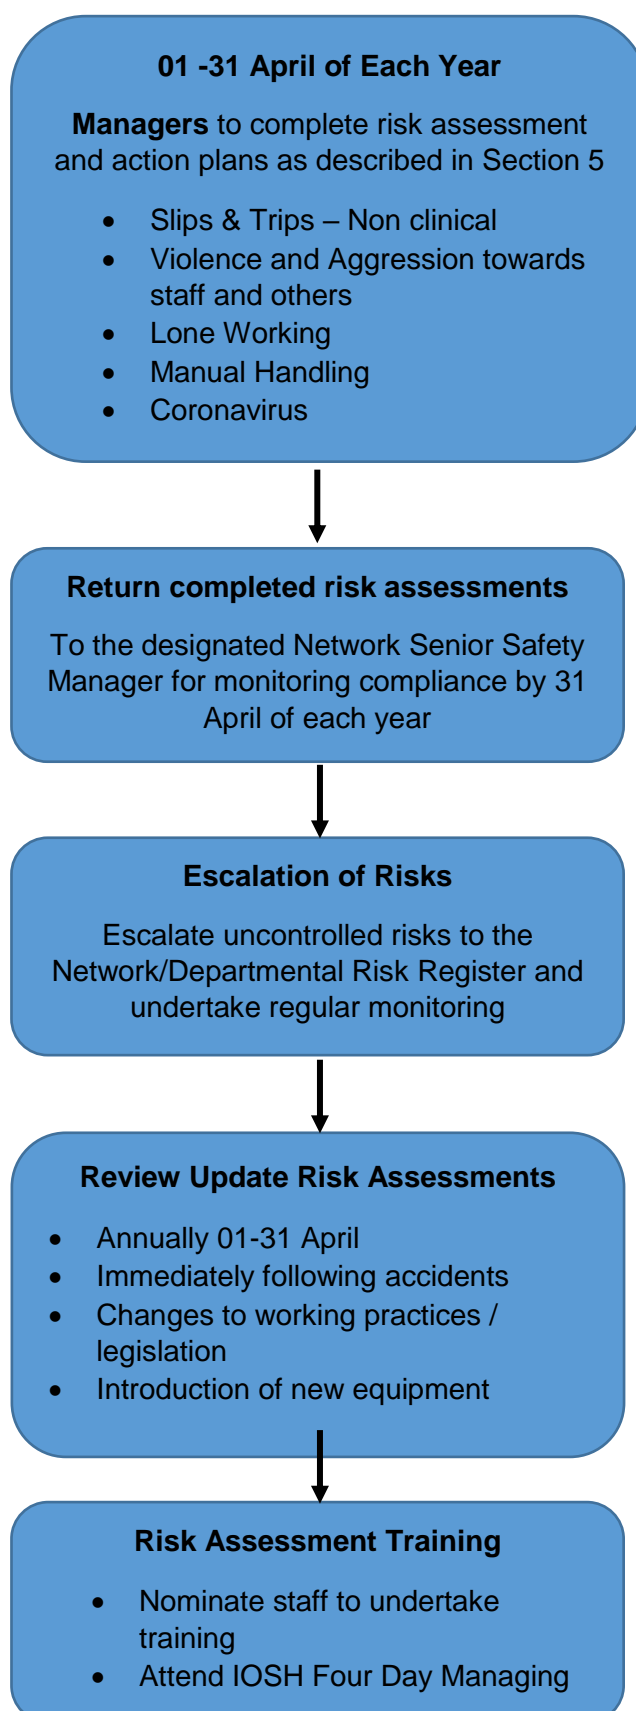 01 -31 April of Each Year
Managers to complete risk assessment
and action plans as described in Section 5
• Slips & Trips – Non clinical
• Violence and Aggression towards
staff and others
• Lone Working
• Manual Handling
• Coronavirus
Return completed risk assessments
To the designated Network Senior Safety
Manager for monitoring compliance by 31
April of each year
Escalation of Risks
Escalate uncontrolled risks to the
Network/Departmental Risk Register and
undertake regular monitoring
Review Update Risk Assessments
• Annually 01-31 April
• Immediately following accidents
• Changes to working practices /
legislation
• Introduction of new equipment
Risk Assessment Training
• Nominate staff to undertake
training
• Attend IOSH Four Day Managing